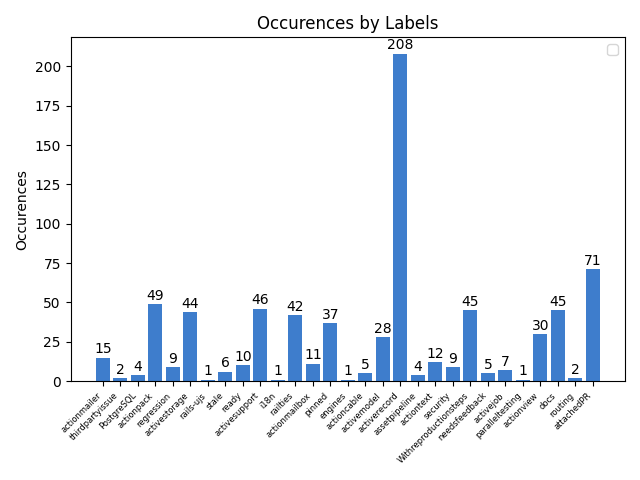 Occurences by Labels
Occurences
200
175
150
125
100
75
50
25
0
15
2
4
49
9
44
1
6
10
46
1
42
11
37
1
5
28
208
4
12
9
45
5
7
1
30
45
2
71
actionmailer
thirdpartyissue
PostgreSQL
actionpack
regression
activestorage
rails-ujs
stale
ready
activesupport
i18n
railties
actionmailbox
pinned
engines
actioncable
activemodel
activerecord
assetpipeline
actiontext
security
Withreproductionsteps
needsfeedback
activejob
paralleltesting
actionview
docs
routing
attachedPR